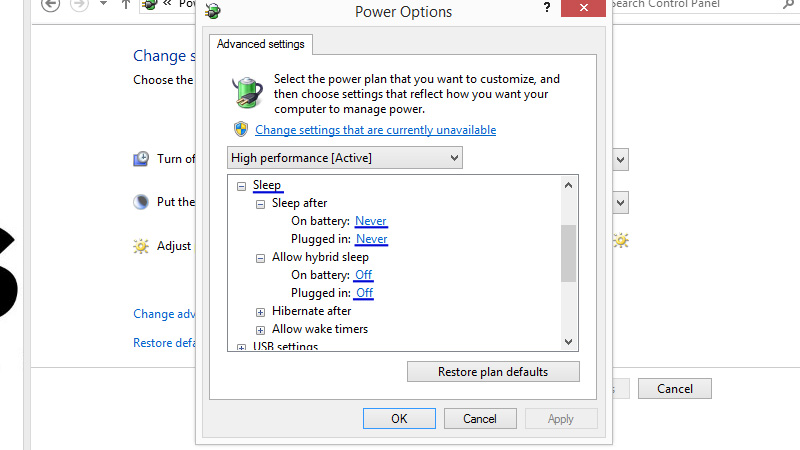 Power Options
?
Search Control Panel
Advanced settings
Change
Choose the
Select the power plan that you want to customize, and
then choose settings that reflect how you want your
computer to manage power.
Change settings that are currently unavailable
High performance [Active]
Turn of
Put the
Adjust
Sleep
Sleep after
On battery: Never
Plugged in: Never
Allow hybrid sleep
On battery: Off
Plugged in: Off
Hibernate after
Allow wake timers
USB settings
Change adv
Restore defa
Restore plan defaults
OK
Cancel
Apply
Cancel